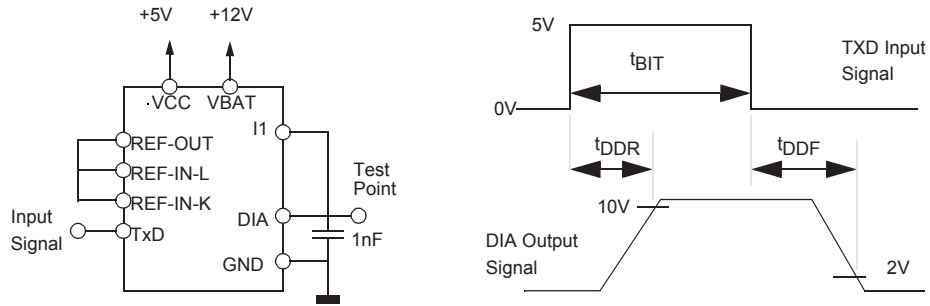 +5V
+12V
VCC
VBAT
I1
REF-OUT
REF-IN-L
REF-IN-K
TxD
Input
Signal
DIA
GND
Test
Point
1nF
5V
0V
tBIT
TXD Input
Signal
tDDR
tDDF
10V
2V
DIA Output
Signal